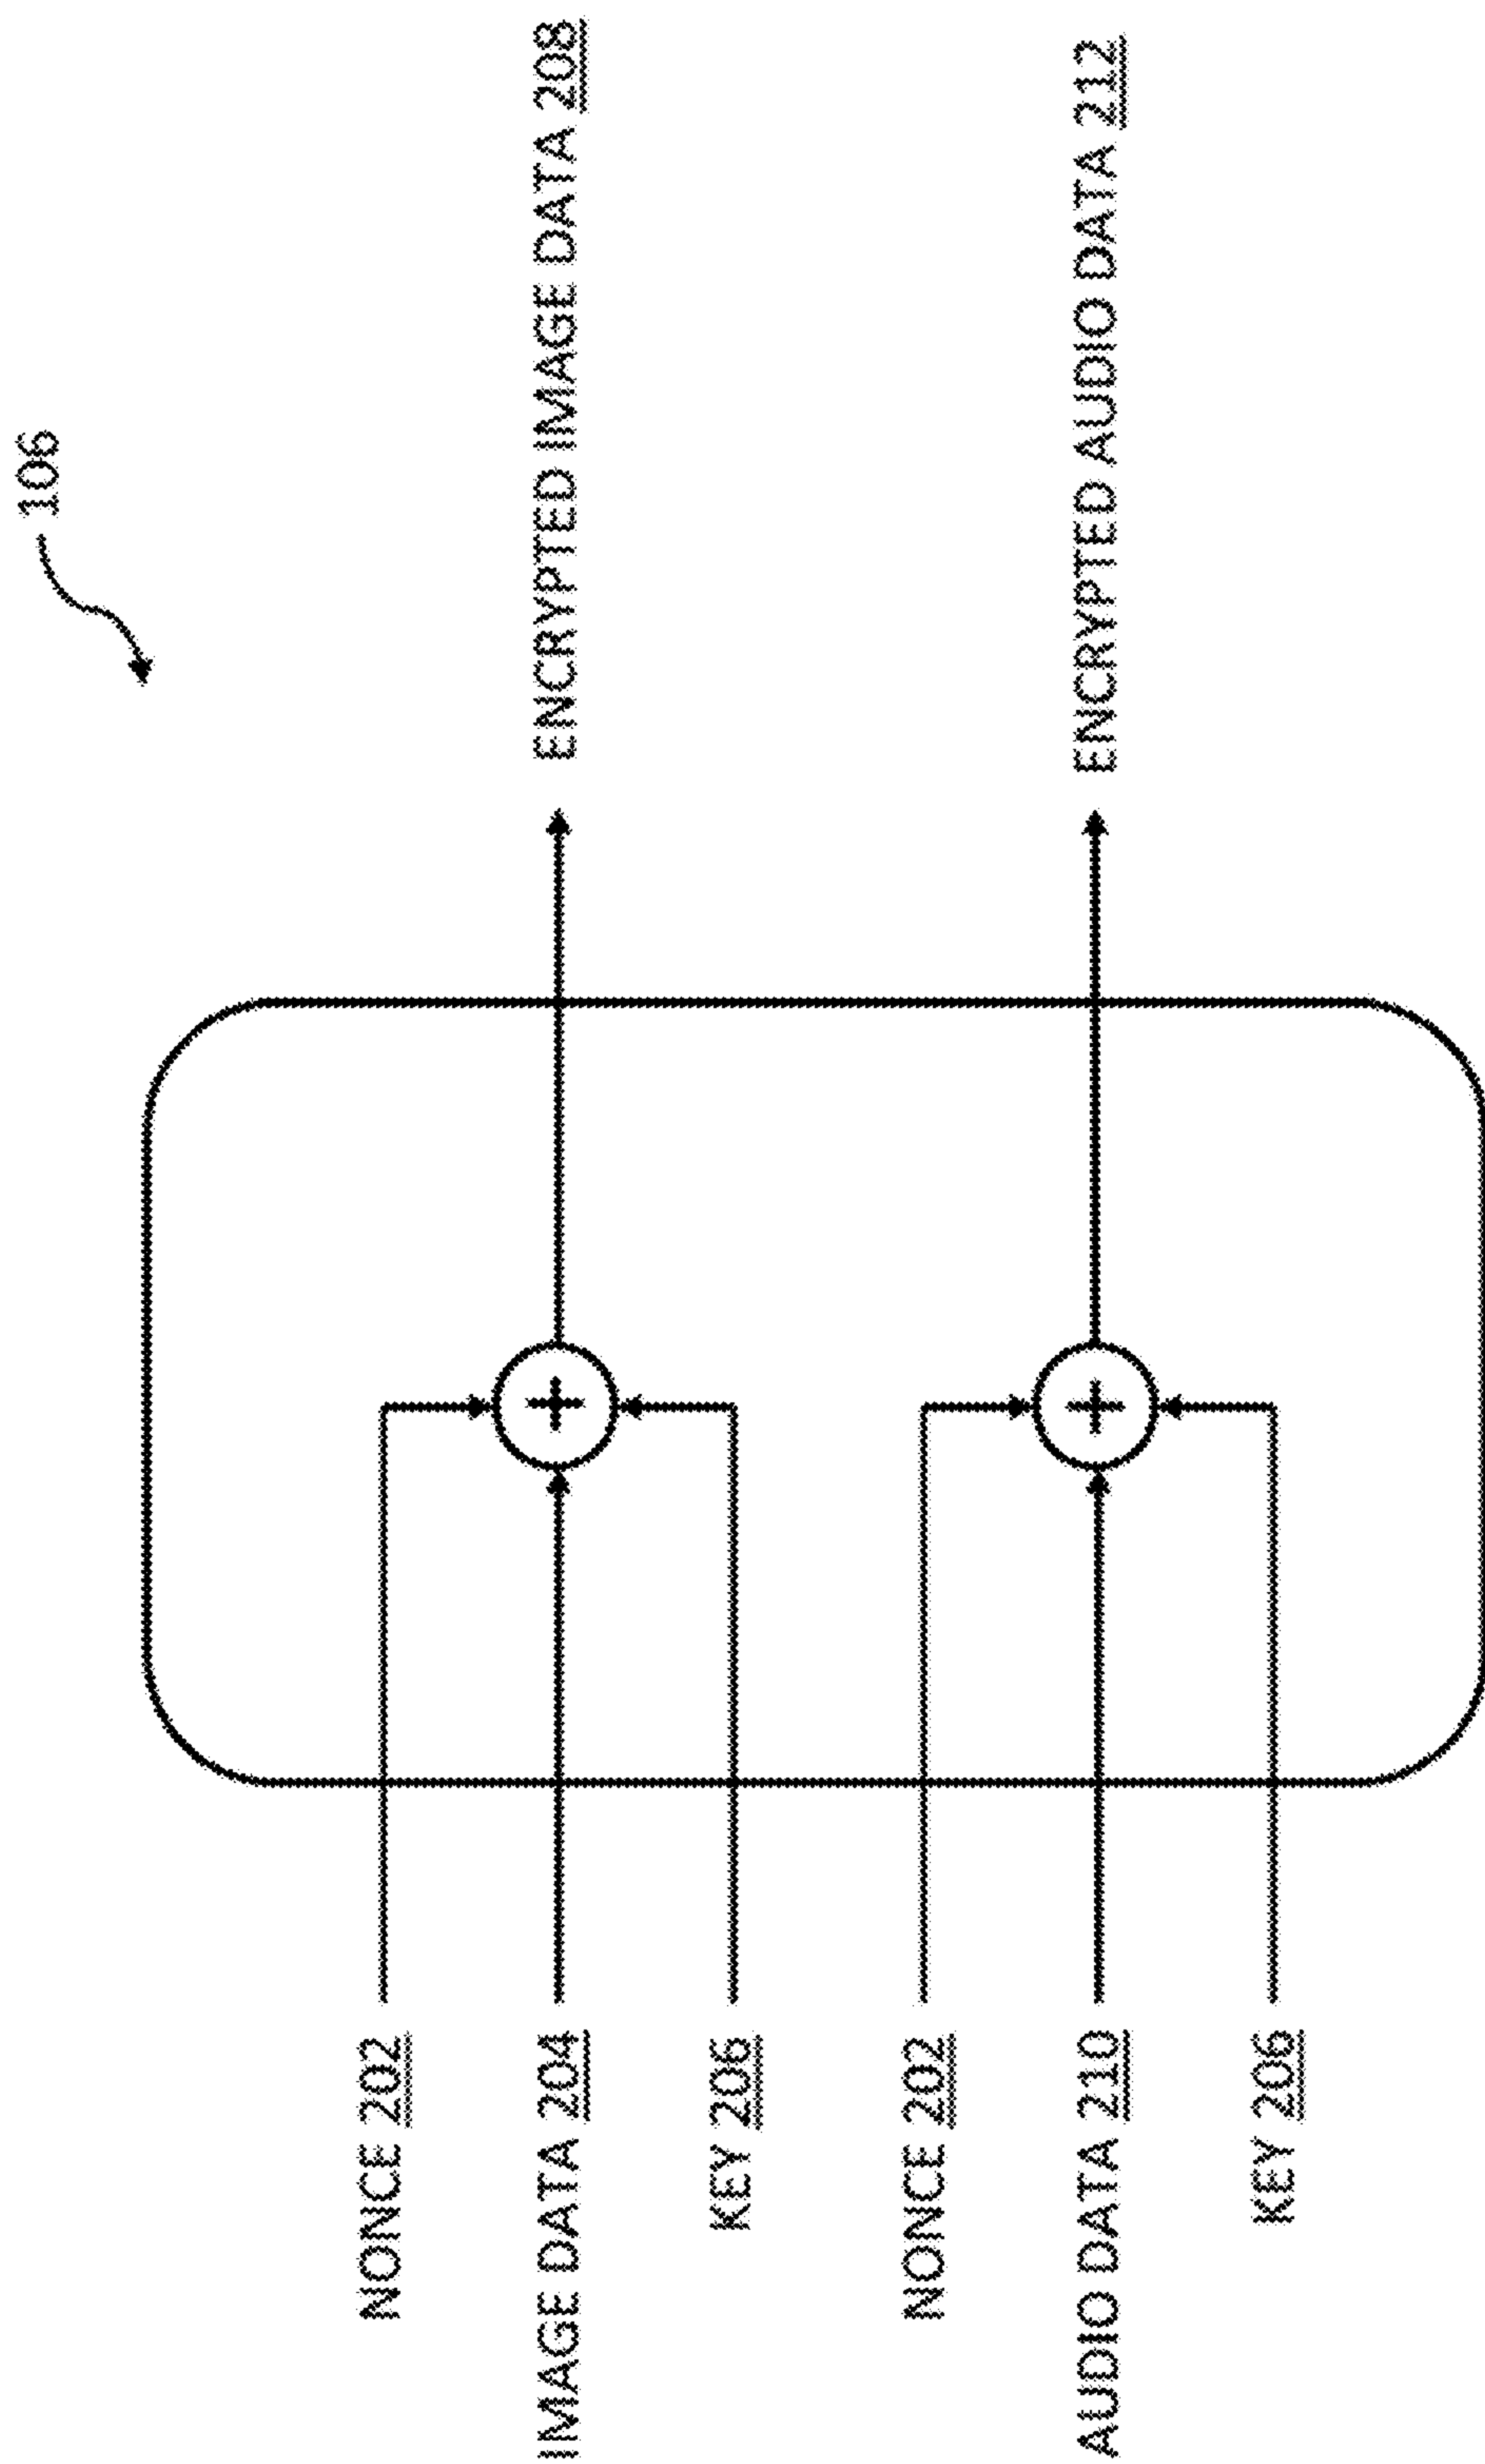 106
NONCE 202
IMAGE DATA 204
KEY 206
ENCRYPTED IMAGE DATA 208
NONCE 202
AUDIO DATA 210
KEY 206
ENCRYPTED AUDIO DATA 212